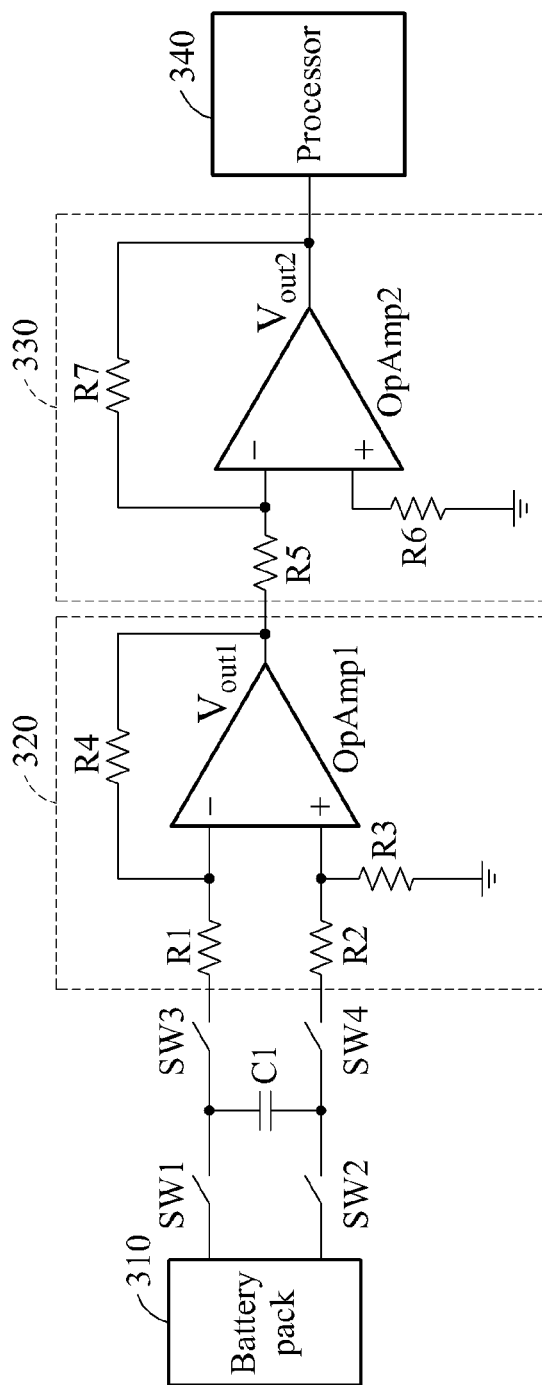 310
Battery
pack
SW1
SW2
C1
SW3
SW4
320
R1
R2
R4
R3
−
+
Vout1
OpAmp1
330
R5
R7
R6
−
+
Vout2
OpAmp2
340
Processor